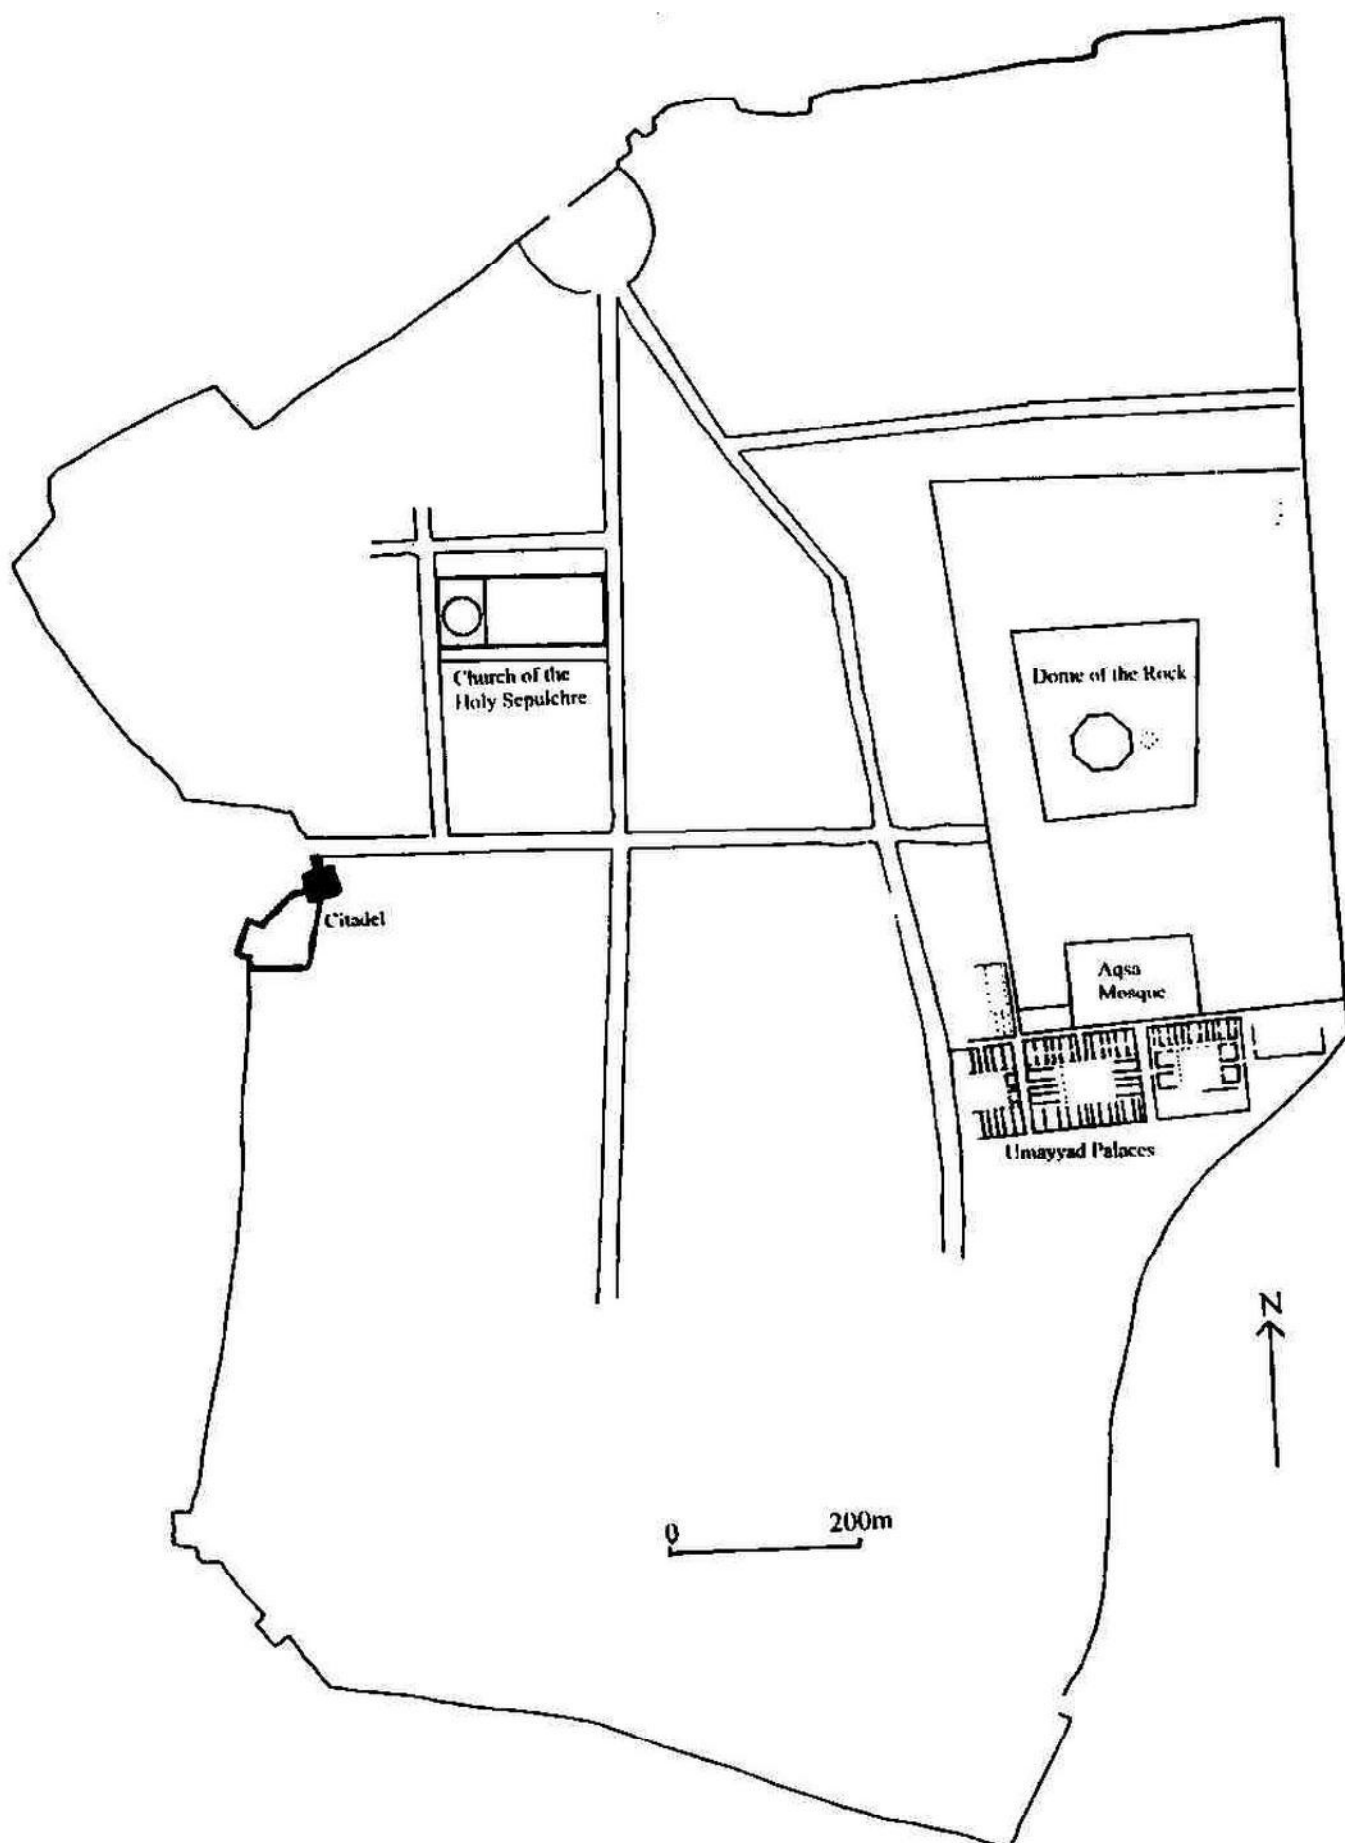 Church of the
Holy Sepulchre
Dome of the Rock
Citadel
Aqsa
Mosque
Umayyad Palaces
N
0 200m